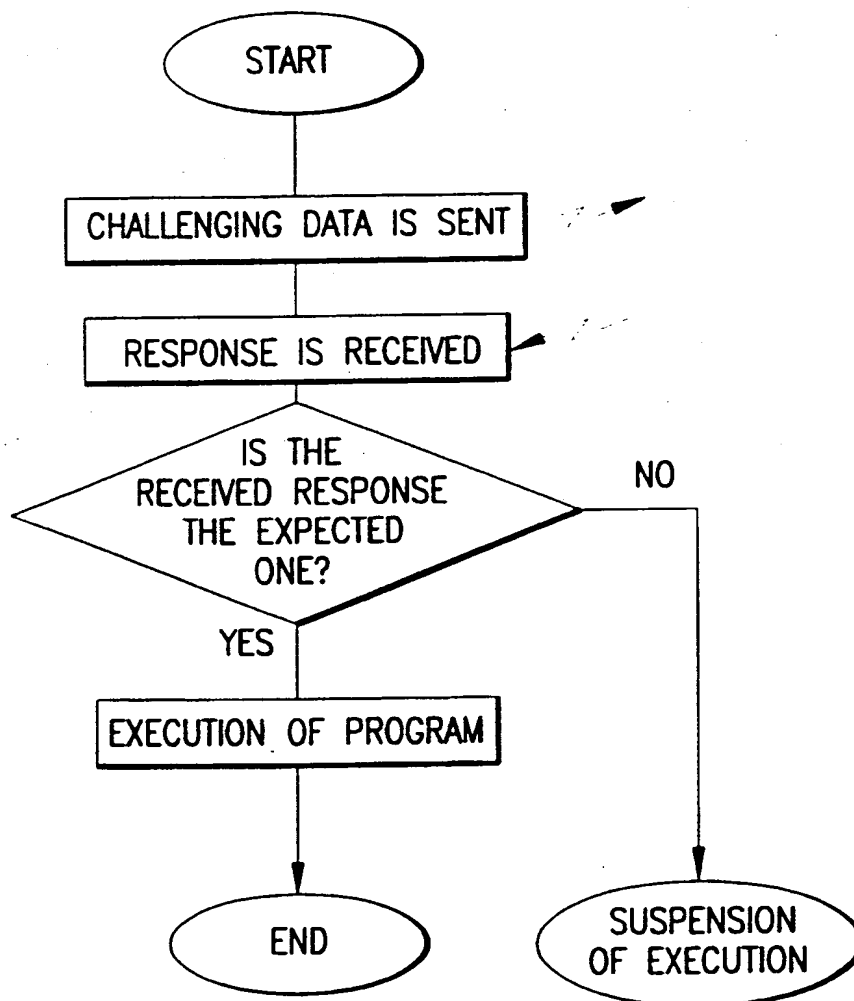 START
CHALLENGING DATA IS SENT
RESPONSE IS RECEIVED
IS THE
RECEIVED RESPONSE
THE EXPECTED
ONE?
NO
YES
EXECUTION OF PROGRAM
END
SUSPENSION
OF EXECUTION